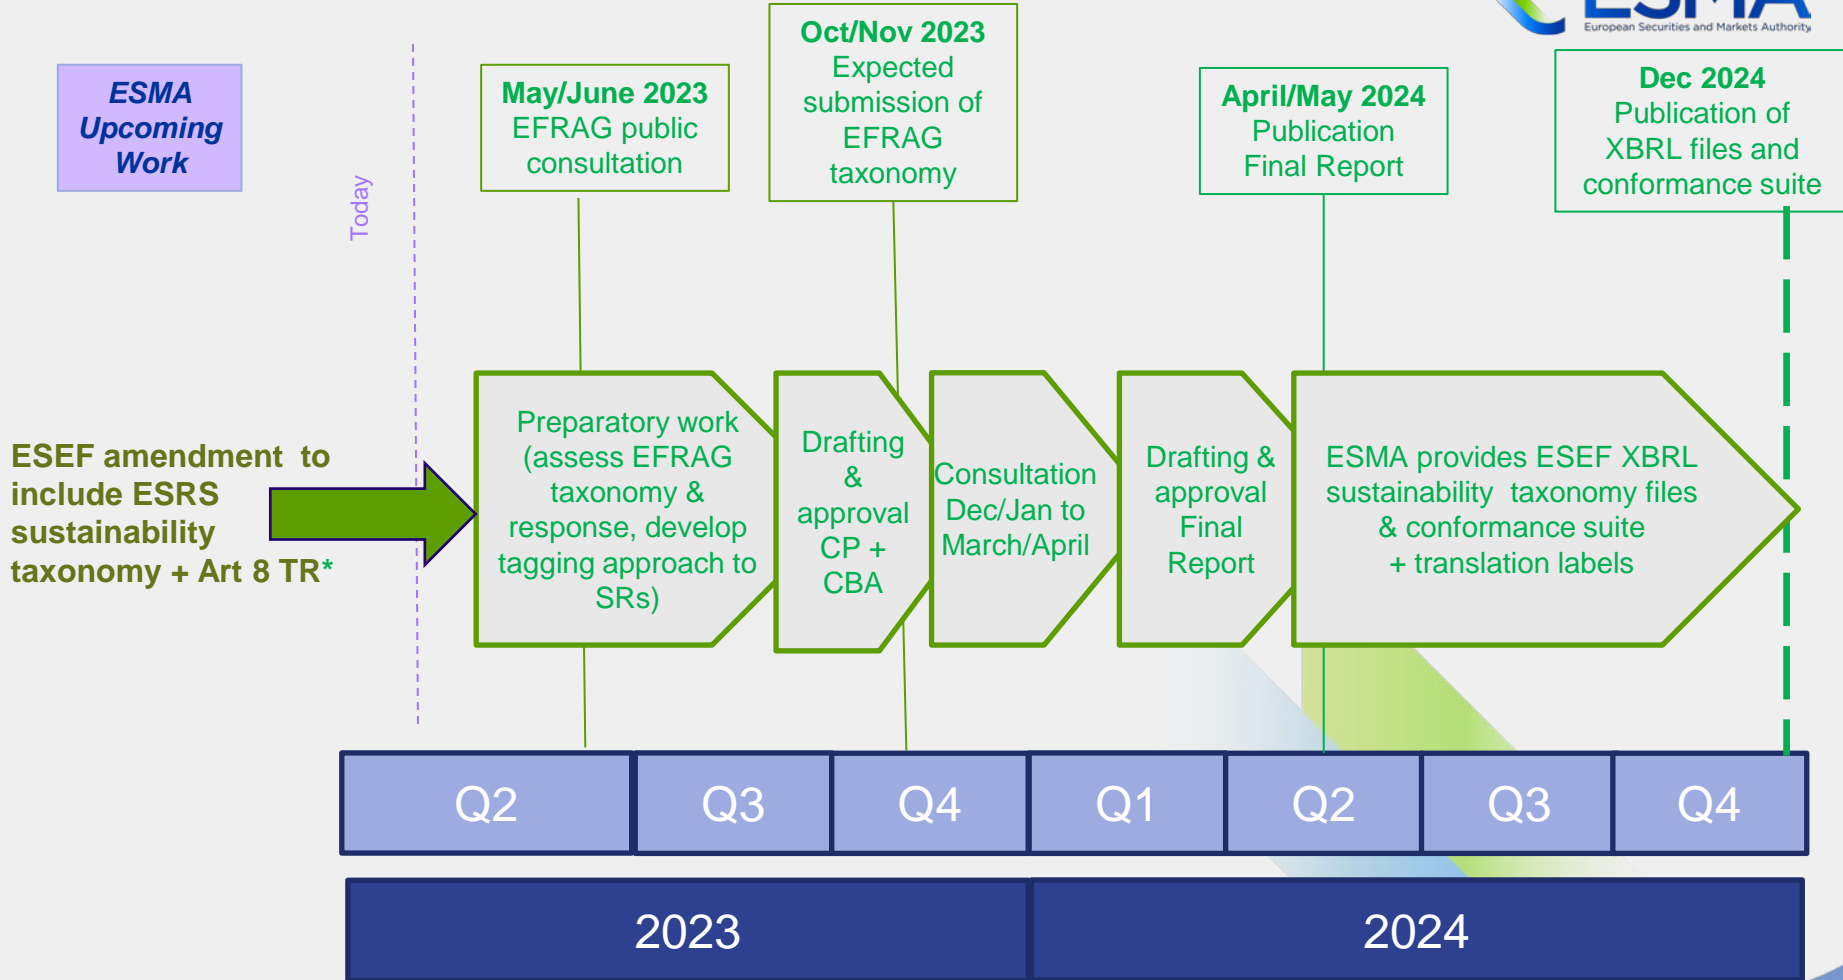 ESMA
European Securities and Markets Authority
ESMA
Upcoming
Work
Today
May/June 2023
EFRAG public
consultation
Oct/Nov 2023
Expected
submission of
EFRAG
taxonomy
April/May 2024
Publication
Final Report
Dec 2024
Publication of
XBRL files and
conformance suite
ESEF amendment to
include ESRS
sustainability
taxonomy + Art 8 TR*
Preparatory work
(assess EFRAG
taxonomy &
response, develop
tagging approach to
SRs)
Drafting
&
approval
CP +
CBA
Consultation
Dec/Jan to
March/April
Drafting &
approval
Final
Report
ESMA provides ESEF XBRL
sustainability taxonomy files
& conformance suite
+ translation labels
Q2
Q3
Q4
Q1
Q2
Q3
Q4
2023
2024